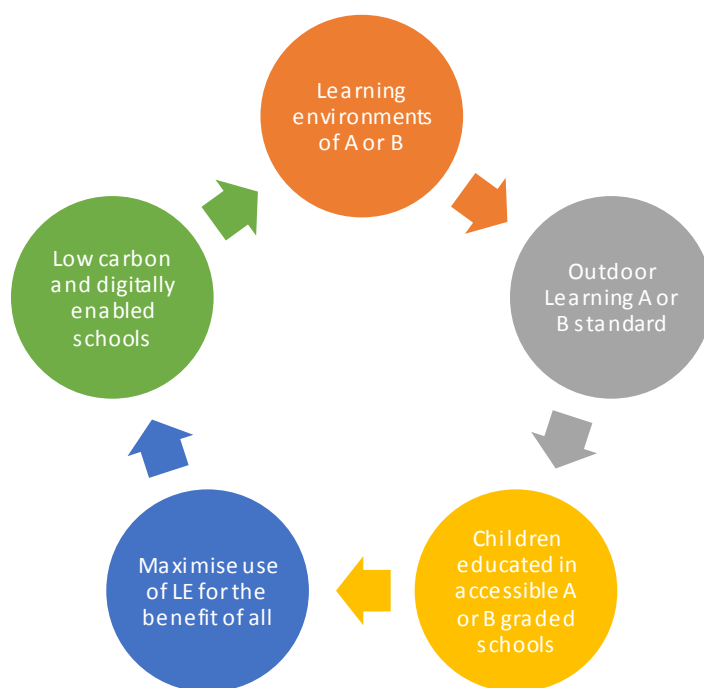 Learning
environments
of A or B
Outdoor
Learning A or
B standard
Children
educated in
accessible A
or B graded
schools
Maximise use
of LE for the
benefit of all
Low carbon
and digitally
enabled
schools